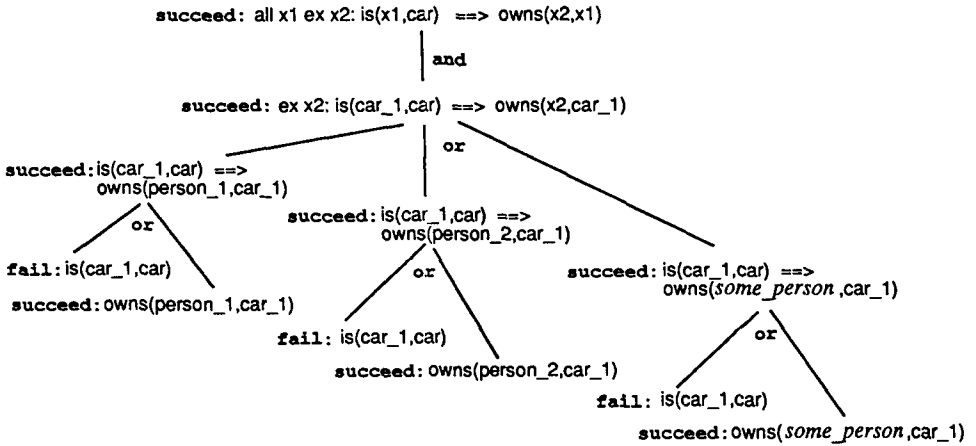 succeed: all x1 ex x2: is(x1,car) ==> owns(x2,x1)
and
succeed: ex x2: is(car_1,car) ==> owns(x2,car_1)
or
succeed: is(car_1,car) ==>
owns(person_1,car_1)
or
fail: is(car_1,car)
succeed: owns(person_1,car_1)
succeed: is(car_1,car) ==>
owns(person_2,car_1)
or
fail: is(car_1,car)
succeed: owns(person_2,car_1)
succeed: is(car_1,car) ==>
owns(some_person,car_1)
or
fail: is(car_1,car)
succeed: owns(some_person,car_1)